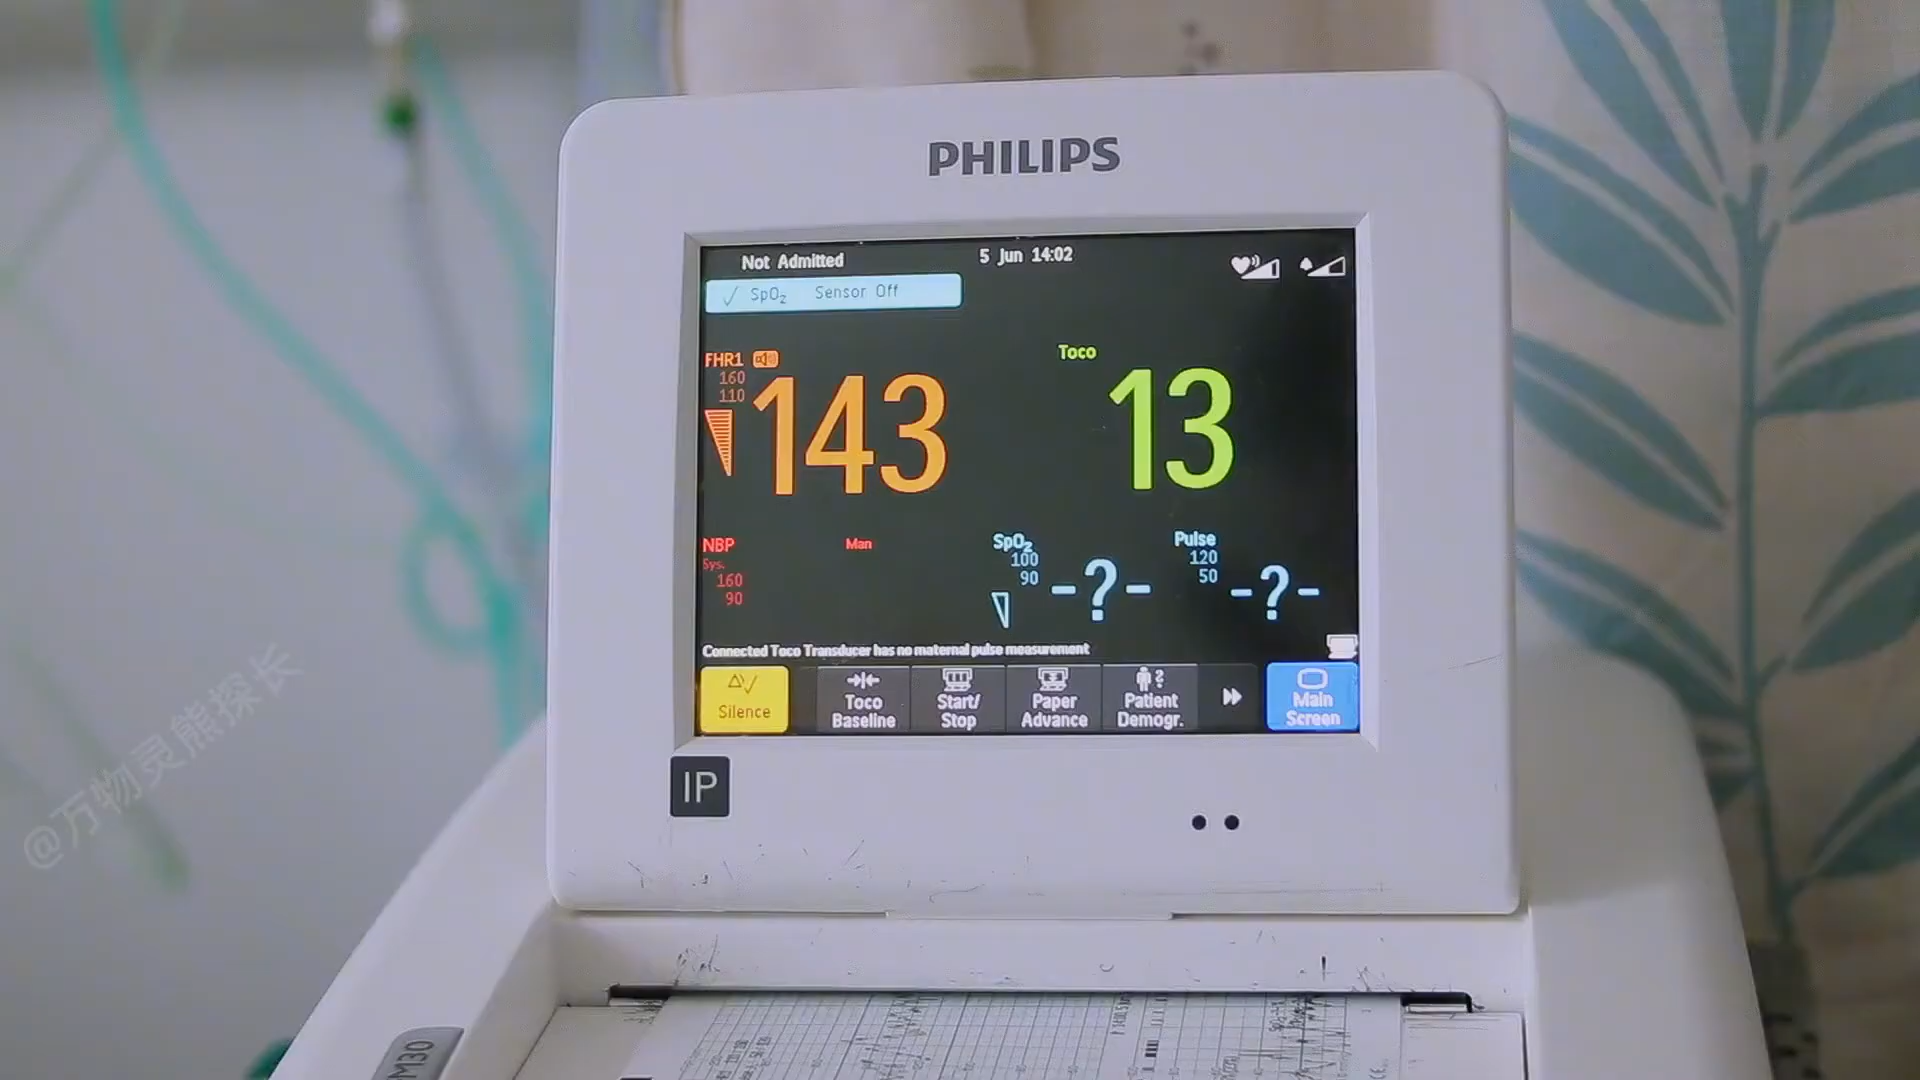 PHILIPS
Not Admitted
5 Jun 14:02
SpO₂ Sensor Off
FHR1
160
110
143
Toco
13
NBP
Man
Sys.
160
90
SpO₂
100
90
-?-
Pulse
120
50
-?-
Connected Toco Transducer has no maternal pulse measurement
Silence
Toco
Baseline
Start/
Stop
Paper
Advance
Patient
Demogr.
Main
Screen
IP
@万物灵熊探长
M30